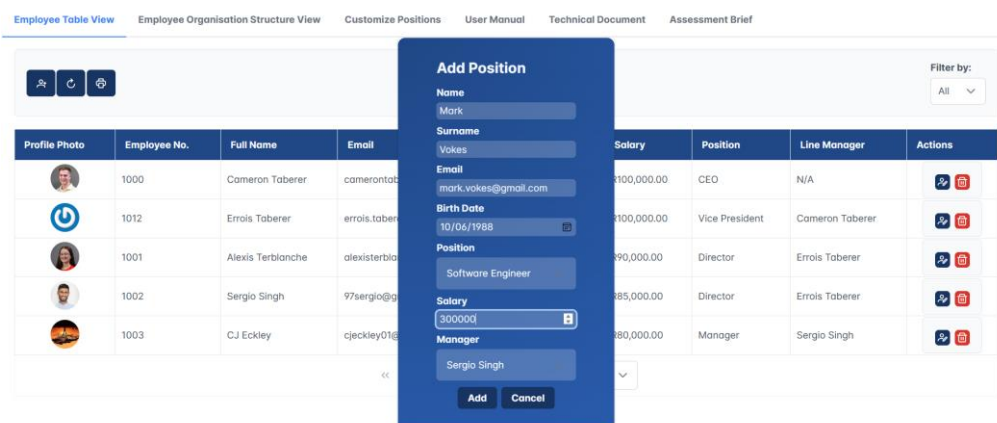 Employee Table View Employee Organisation Structure View Customize Positions User Manual Technical Document Assessment Brief
Filter by:
All
Add Position
Name
Mark
Surname
Vokes
Email
mark.vokes@gmail.com
Birth Date
10/06/1988
Position
Software Engineer
Salary
300000
Manager
Sergio Singh
Add Cancel
Profile Photo Employee No. Full Name Email Salary Position Line Manager Actions
1000 Cameron Taberer camerontab R100,000.00 CEO N/A
1012 Errois Taberer errois.taber R100,000.00 Vice President Cameron Taberer
1001 Alexis Terblanche alexisterbla R90,000.00 Director Errois Taberer
1002 Sergio Singh 97sergio@g R85,000.00 Director Errois Taberer
1003 CJ Eckley cjeckley01@ R80,000.00 Manager Sergio Singh